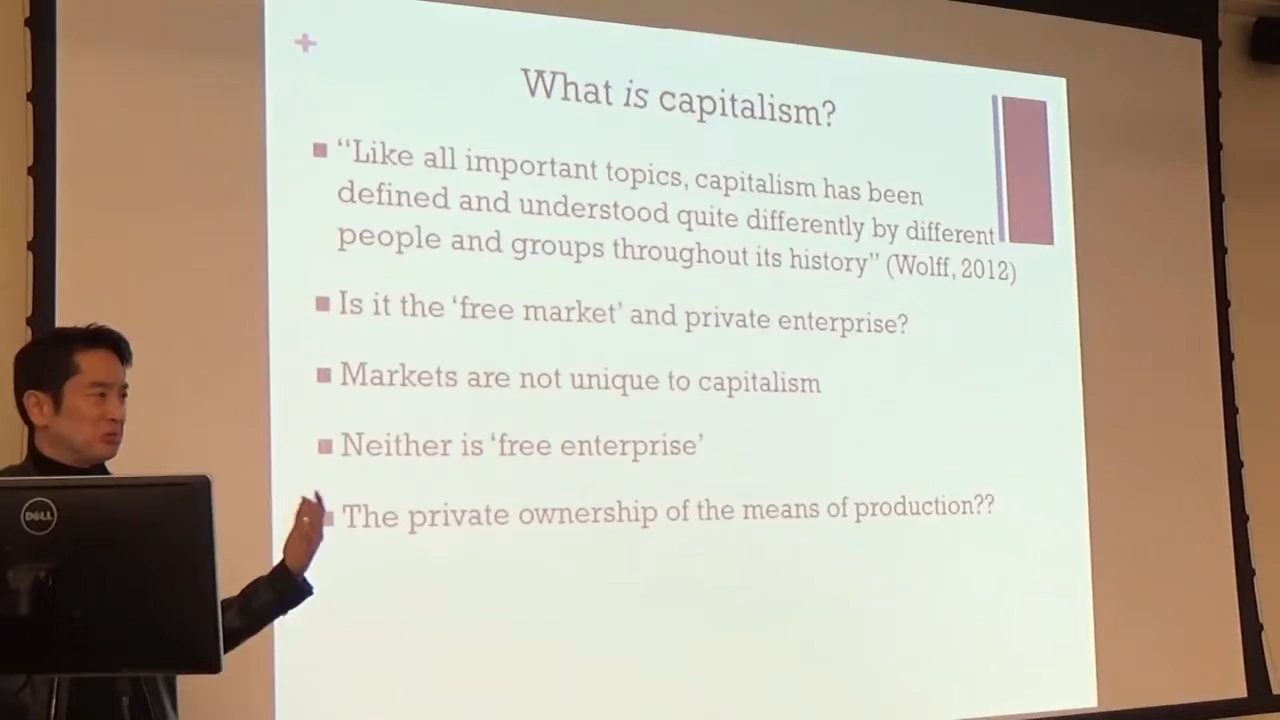 +
What is capitalism?
“Like all important topics, capitalism has been
defined and understood quite differently by different
people and groups throughout its history” (Wolff, 2012)
Is it the ‘free market’ and private enterprise?
Markets are not unique to capitalism
Neither is ‘free enterprise’
The private ownership of the means of production??
DELL